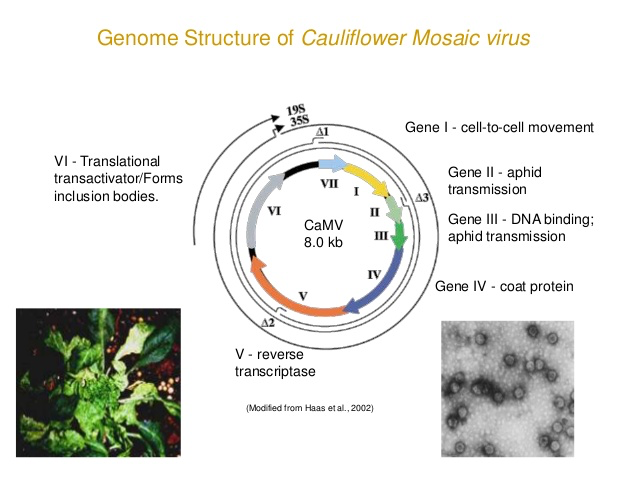 Genome Structure of Cauliflower Mosaic virus
19S
35S
Δ1
Gene I - cell-to-cell movement
VI - Translational
transactivator/Forms
inclusion bodies.
VII
I
Gene II - aphid
transmission
Δ3
II
VI
CaMV
8.0 kb
III
Gene III - DNA binding;
aphid transmission
IV
Gene IV - coat protein
V
Δ2
V - reverse
transcriptase
(Modified from Haas et al., 2002)